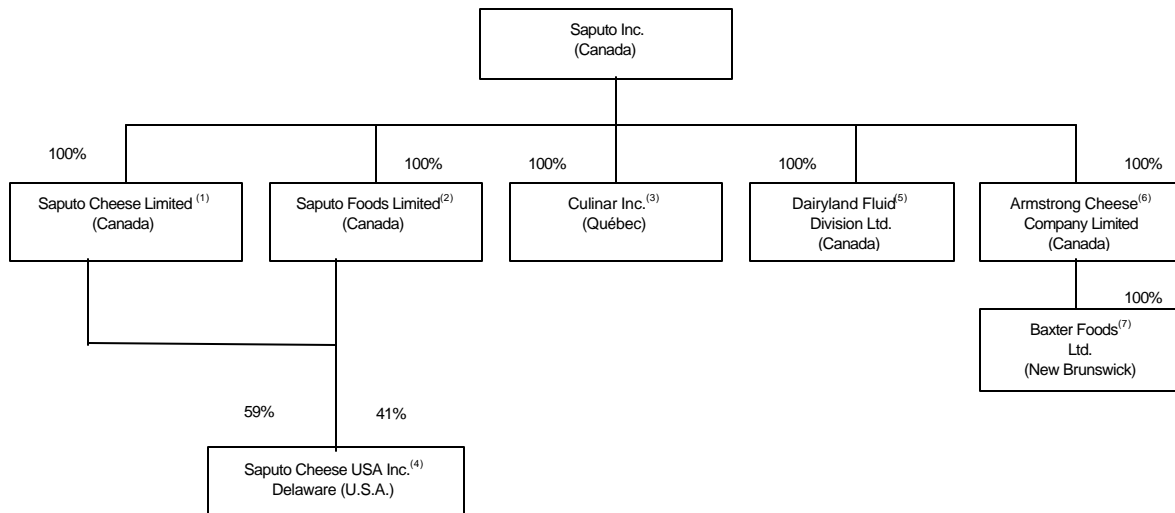 Saputo Inc.
(Canada)
100%
100%
100%
100%
100%
Saputo Cheese Limited (1)
(Canada)
Saputo Foods Limited(2)
(Canada)
Culinar Inc.(3)
(Québec)
Dairyland Fluid(5)
Division Ltd.
(Canada)
Armstrong Cheese(6)
Company Limited
(Canada)
100%
Baxter Foods(7)
Ltd.
(New Brunswick)
59%
41%
Saputo Cheese USA Inc.(4)
Delaware (U.S.A.)